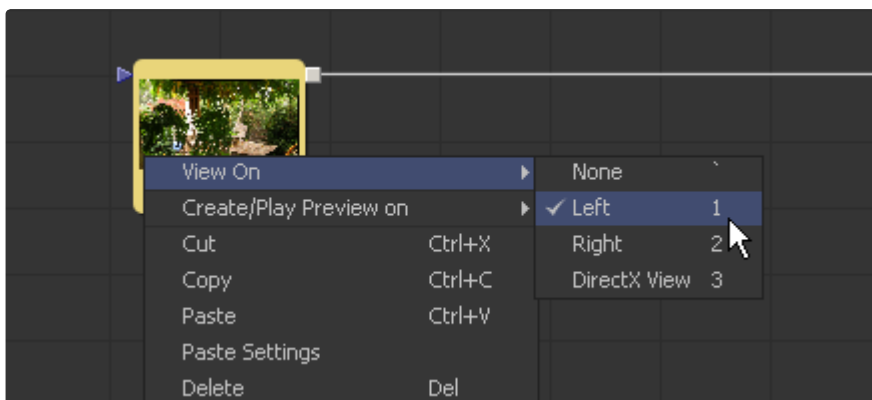 View On
Create/Play Preview on
Cut Ctrl+X
Copy Ctrl+C
Paste Ctrl+V
Paste Settings
Delete Del
None `
Left 1
Right 2
DirectX View 3